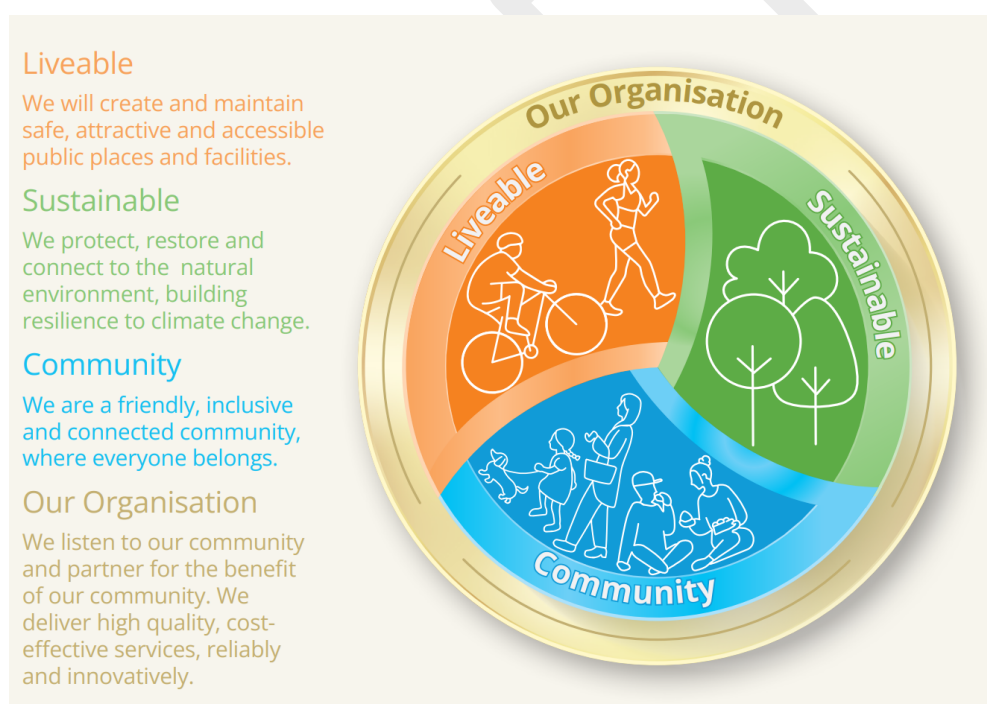 Liveable
We will create and maintain
safe, attractive and accessible
public places and facilities.
Sustainable
We protect, restore and
connect to the natural
environment, building
resilience to climate change.
Community
We are a friendly, inclusive
and connected community,
where everyone belongs.
Our Organisation
We listen to our community
and partner for the benefit
of our community. We
deliver high quality, cost-
effective services, reliably
and innovatively.
Our Organisation
Liveable
Sustainable
Community